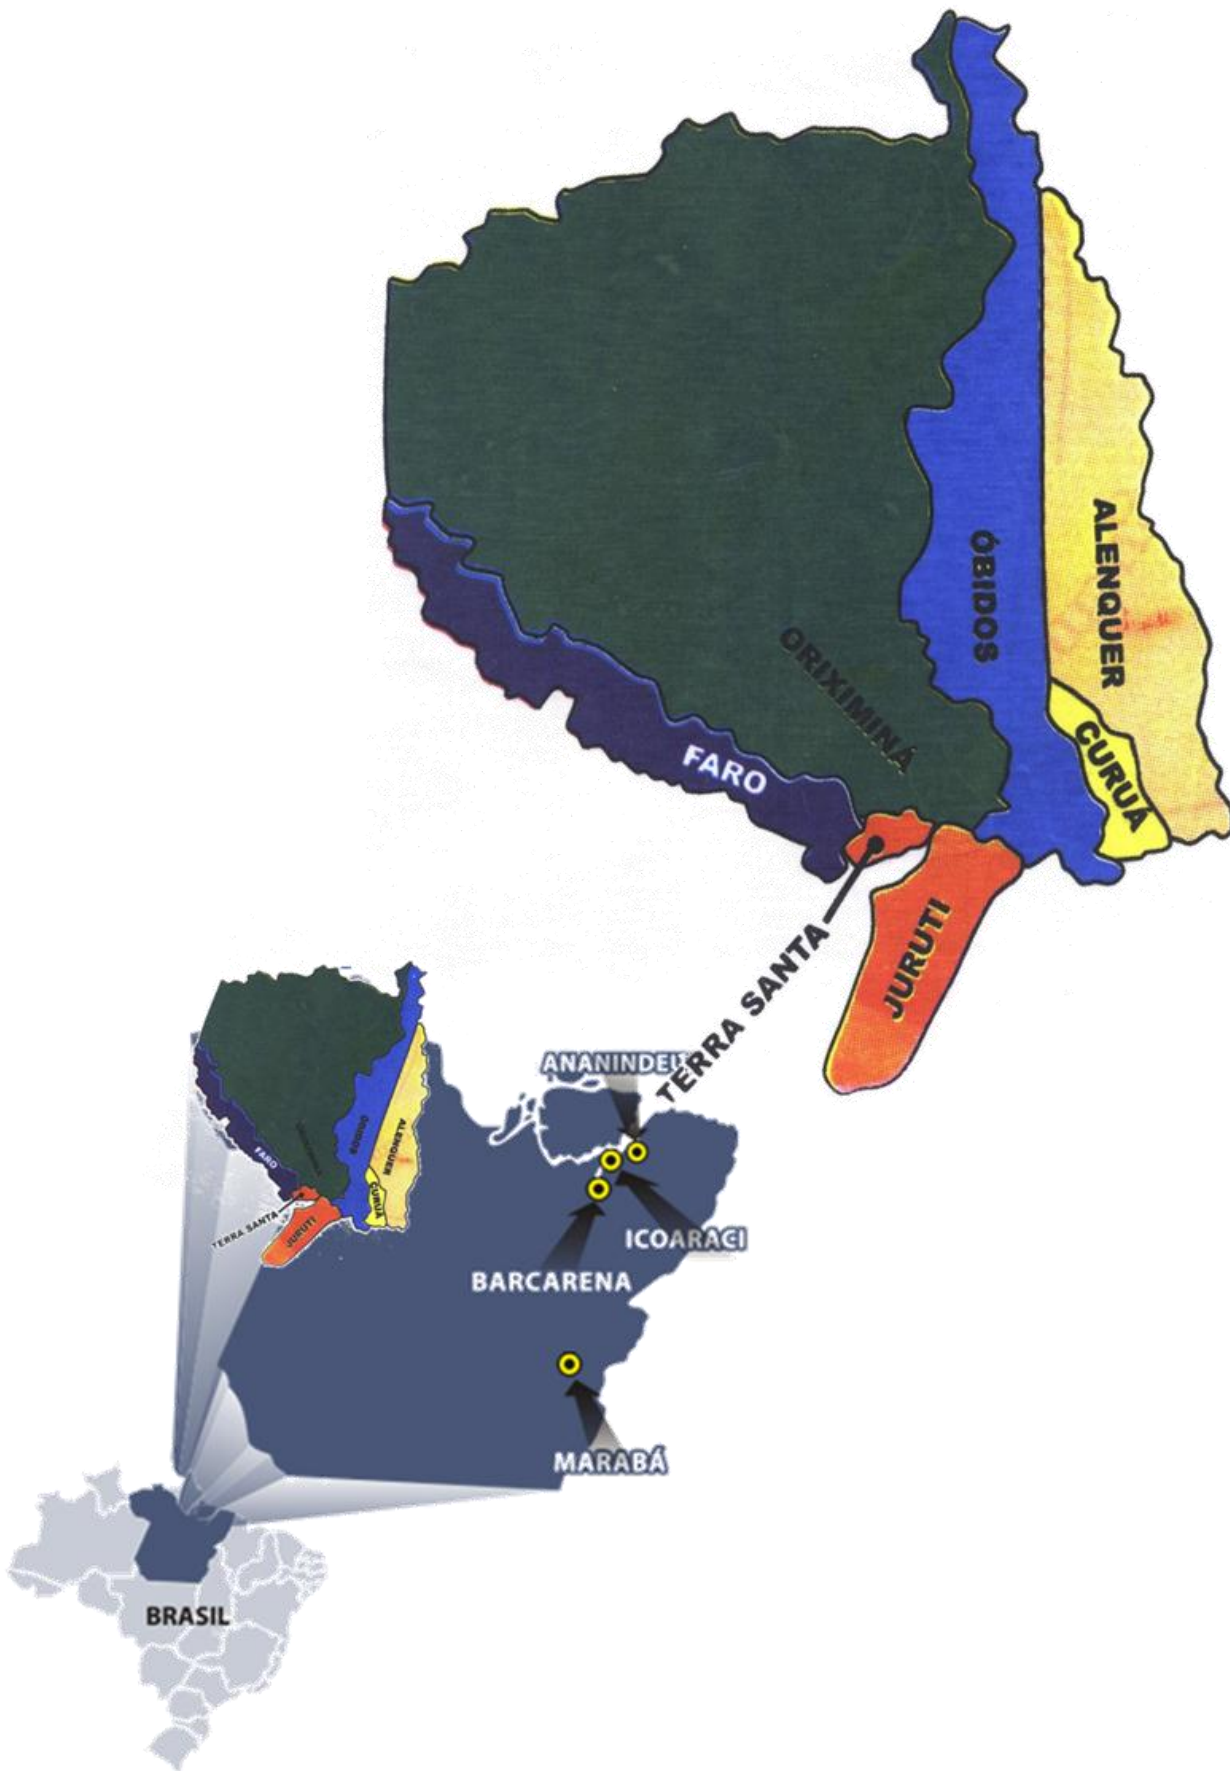 ÓBIDOS
ALENQUER
ORIXIMINÁ
CURUÁ
FARO
JURUTI
TERRA SANTA
ANANINDEU
ÓBIDOS
ALENQUER
FARO
CURUÁ
TERRA SANTA
JURUTI
ICOARACI
BARCARENA
MARABÁ
BRASIL